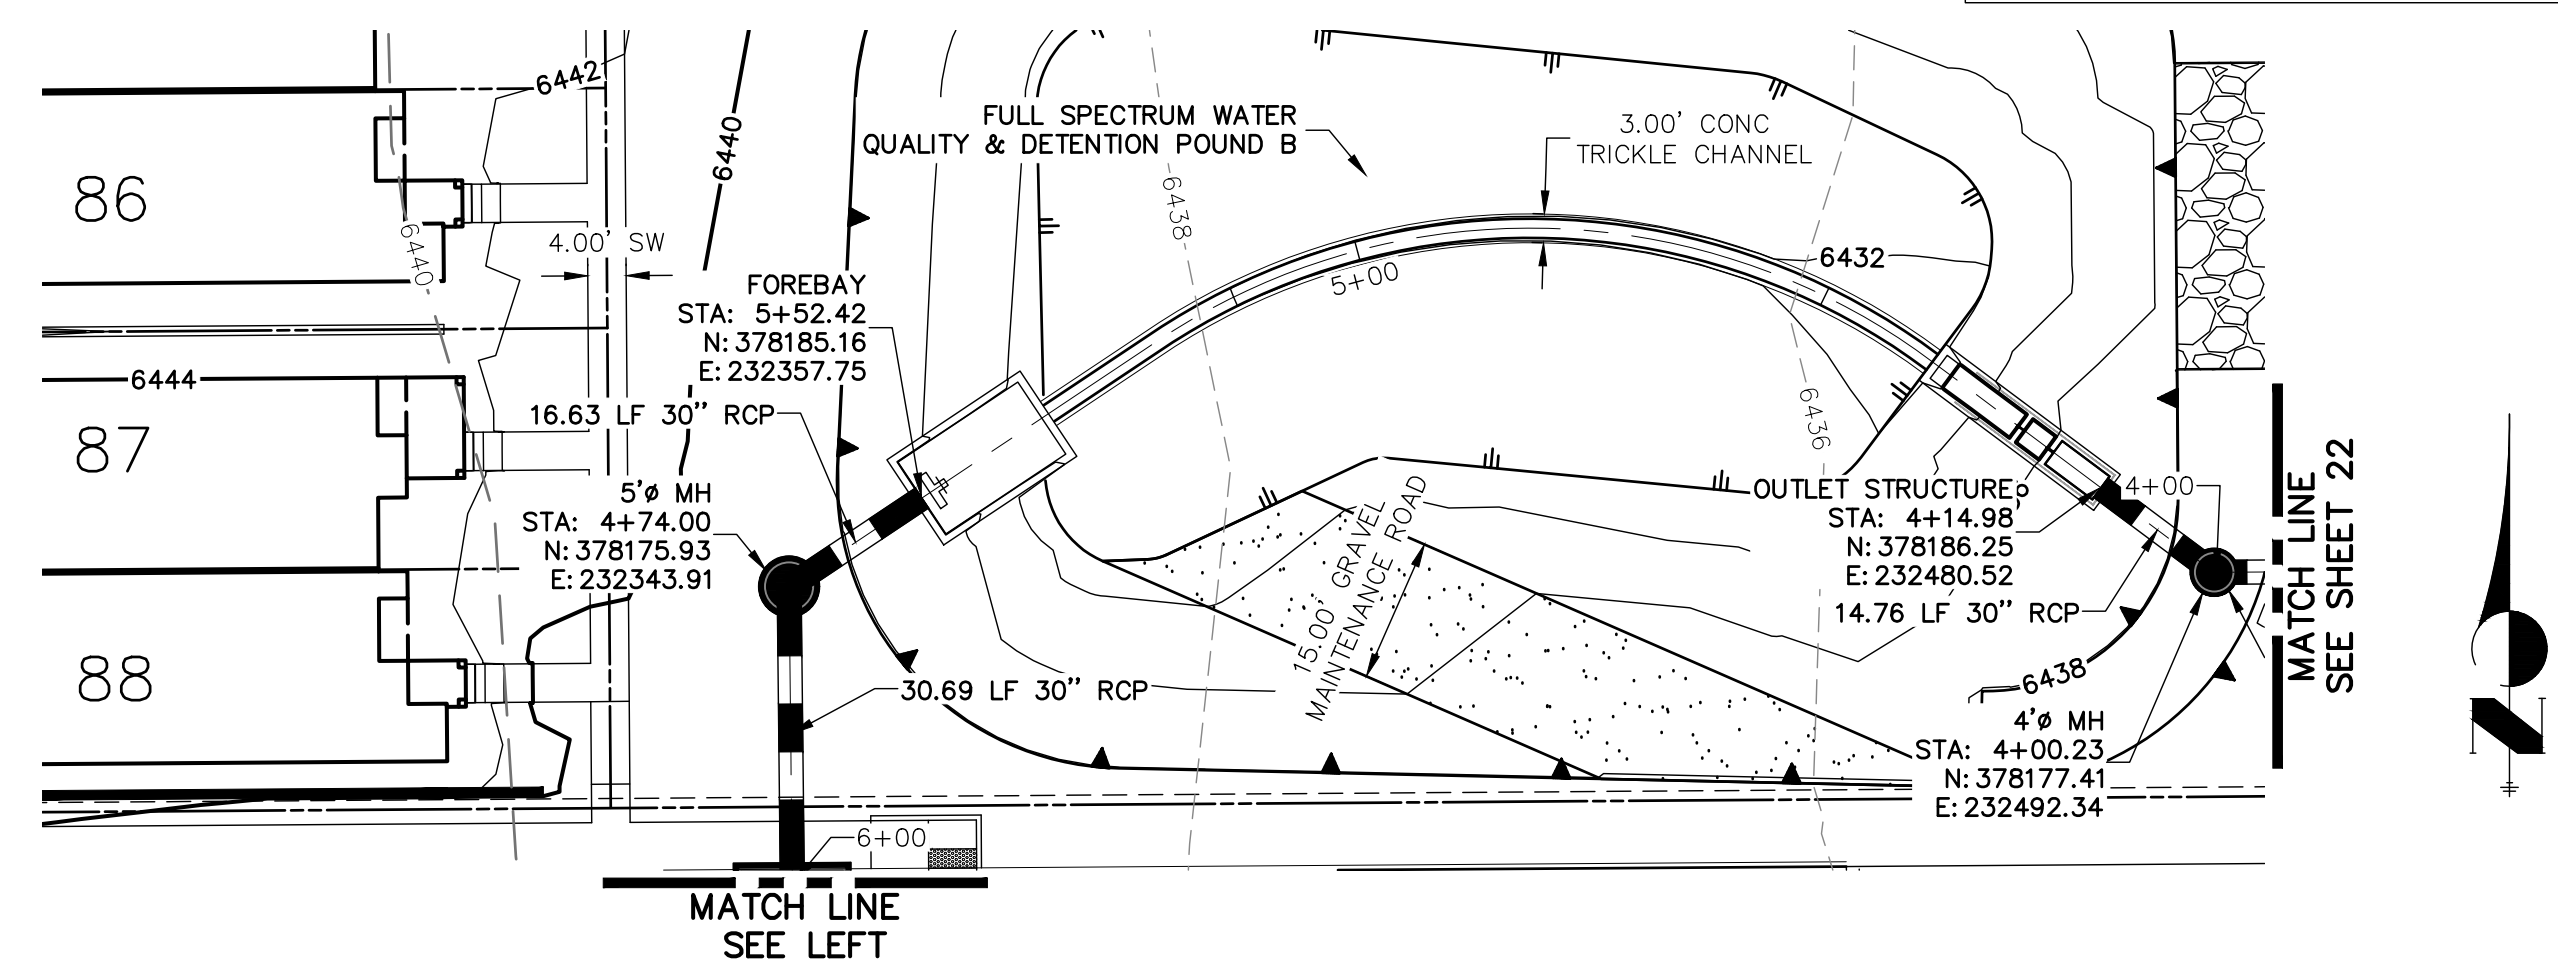 6442
6440
FULL SPECTRUM WATER
QUALITY & DETENTION POUND B
3.00' CONC
TRICKLE CHANNEL
86
6440
4.00' SW
6438
6432
5+00
FOREBAY
STA: 5+52.42
N: 378185.16
E: 232357.75
6444
16.63 LF 30'' RCP
87
6436
5'ø MH
STA: 4+74.00
N: 378175.93
E: 232343.91
15.00' GRAVEL
MAINTENANCE ROAD
OUTLET STRUCTURE
STA: 4+14.98
N: 378186.25
E: 232480.52
4+00
14.76 LF 30'' RCP
MATCH LINE
SEE SHEET 22
88
30.69 LF 30'' RCP
6438
4'ø MH
STA: 4+00.23
N: 378177.41
E: 232492.34
N
6+00
MATCH LINE
SEE LEFT